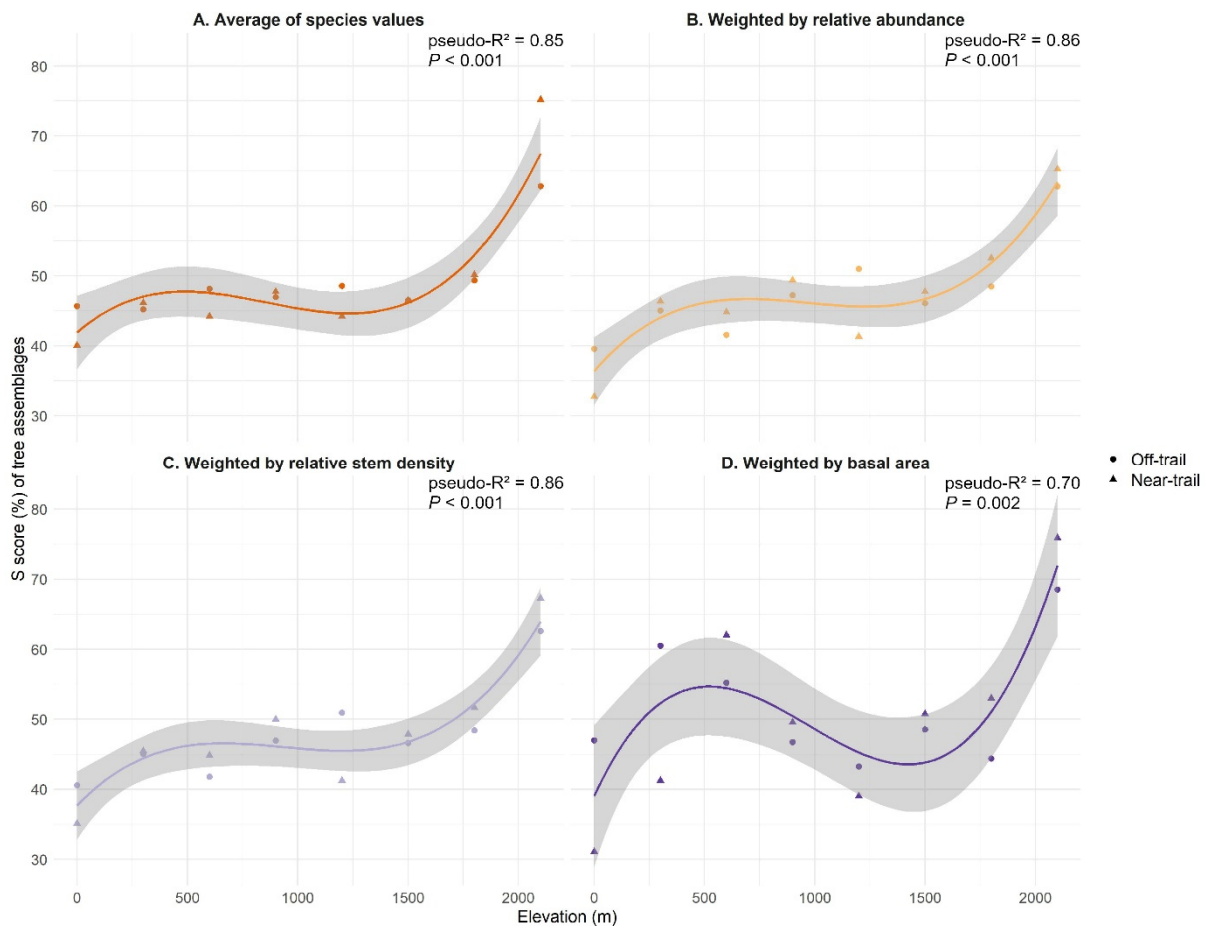 A. Average of species values
pseudo-R² = 0.85
P < 0.001
B. Weighted by relative abundance
pseudo-R² = 0.86
P < 0.001
80
70
60
50
40
30
C. Weighted by relative stem density
pseudo-R² = 0.86
P < 0.001
D. Weighted by basal area
pseudo-R² = 0.70
P = 0.002
80
70
60
50
40
30
0 500 1000 1500 2000
0 500 1000 1500 2000
Elevation (m)
S score (%) of tree assemblages
Off-trail
Near-trail